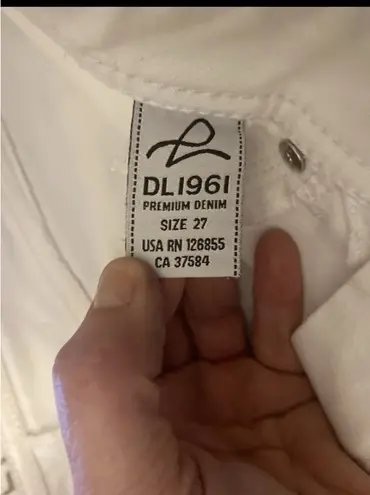 DL1961
PREMIUM DENIM
SIZE 27
USA RN 126855
CA 37584